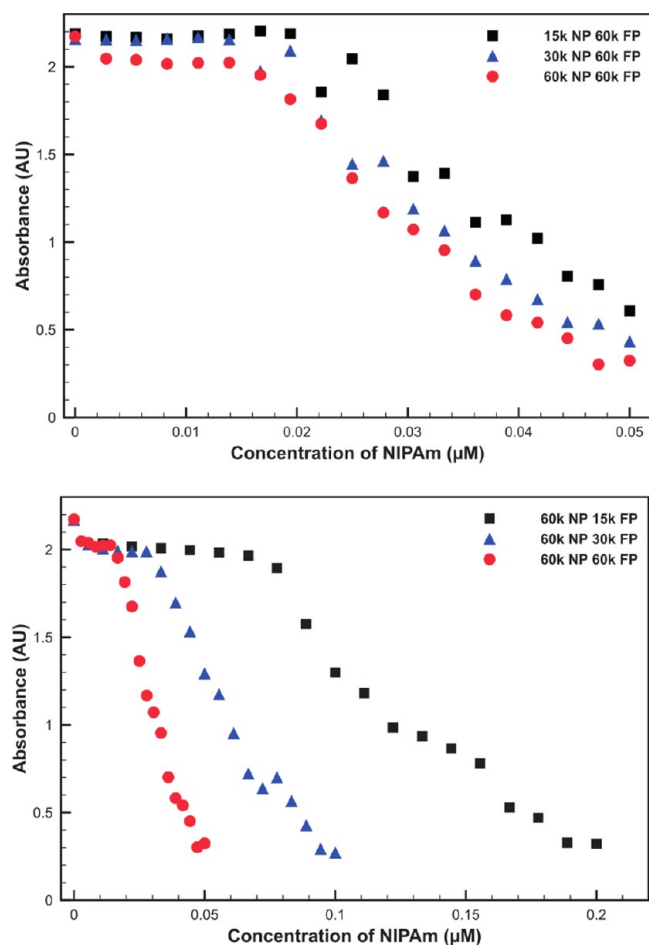 2
1.5
1
0.5
0
Absorbance (AU)
15k NP 60k FP
30k NP 60k FP
60k NP 60k FP
0 0.01 0.02 0.03 0.04 0.05
Concentration of NIPAm (μM)
2
1.5
1
0.5
0
Absorbance (AU)
60k NP 15k FP
60k NP 30k FP
60k NP 60k FP
0 0.05 0.1 0.15 0.2
Concentration of NIPAm (μM)